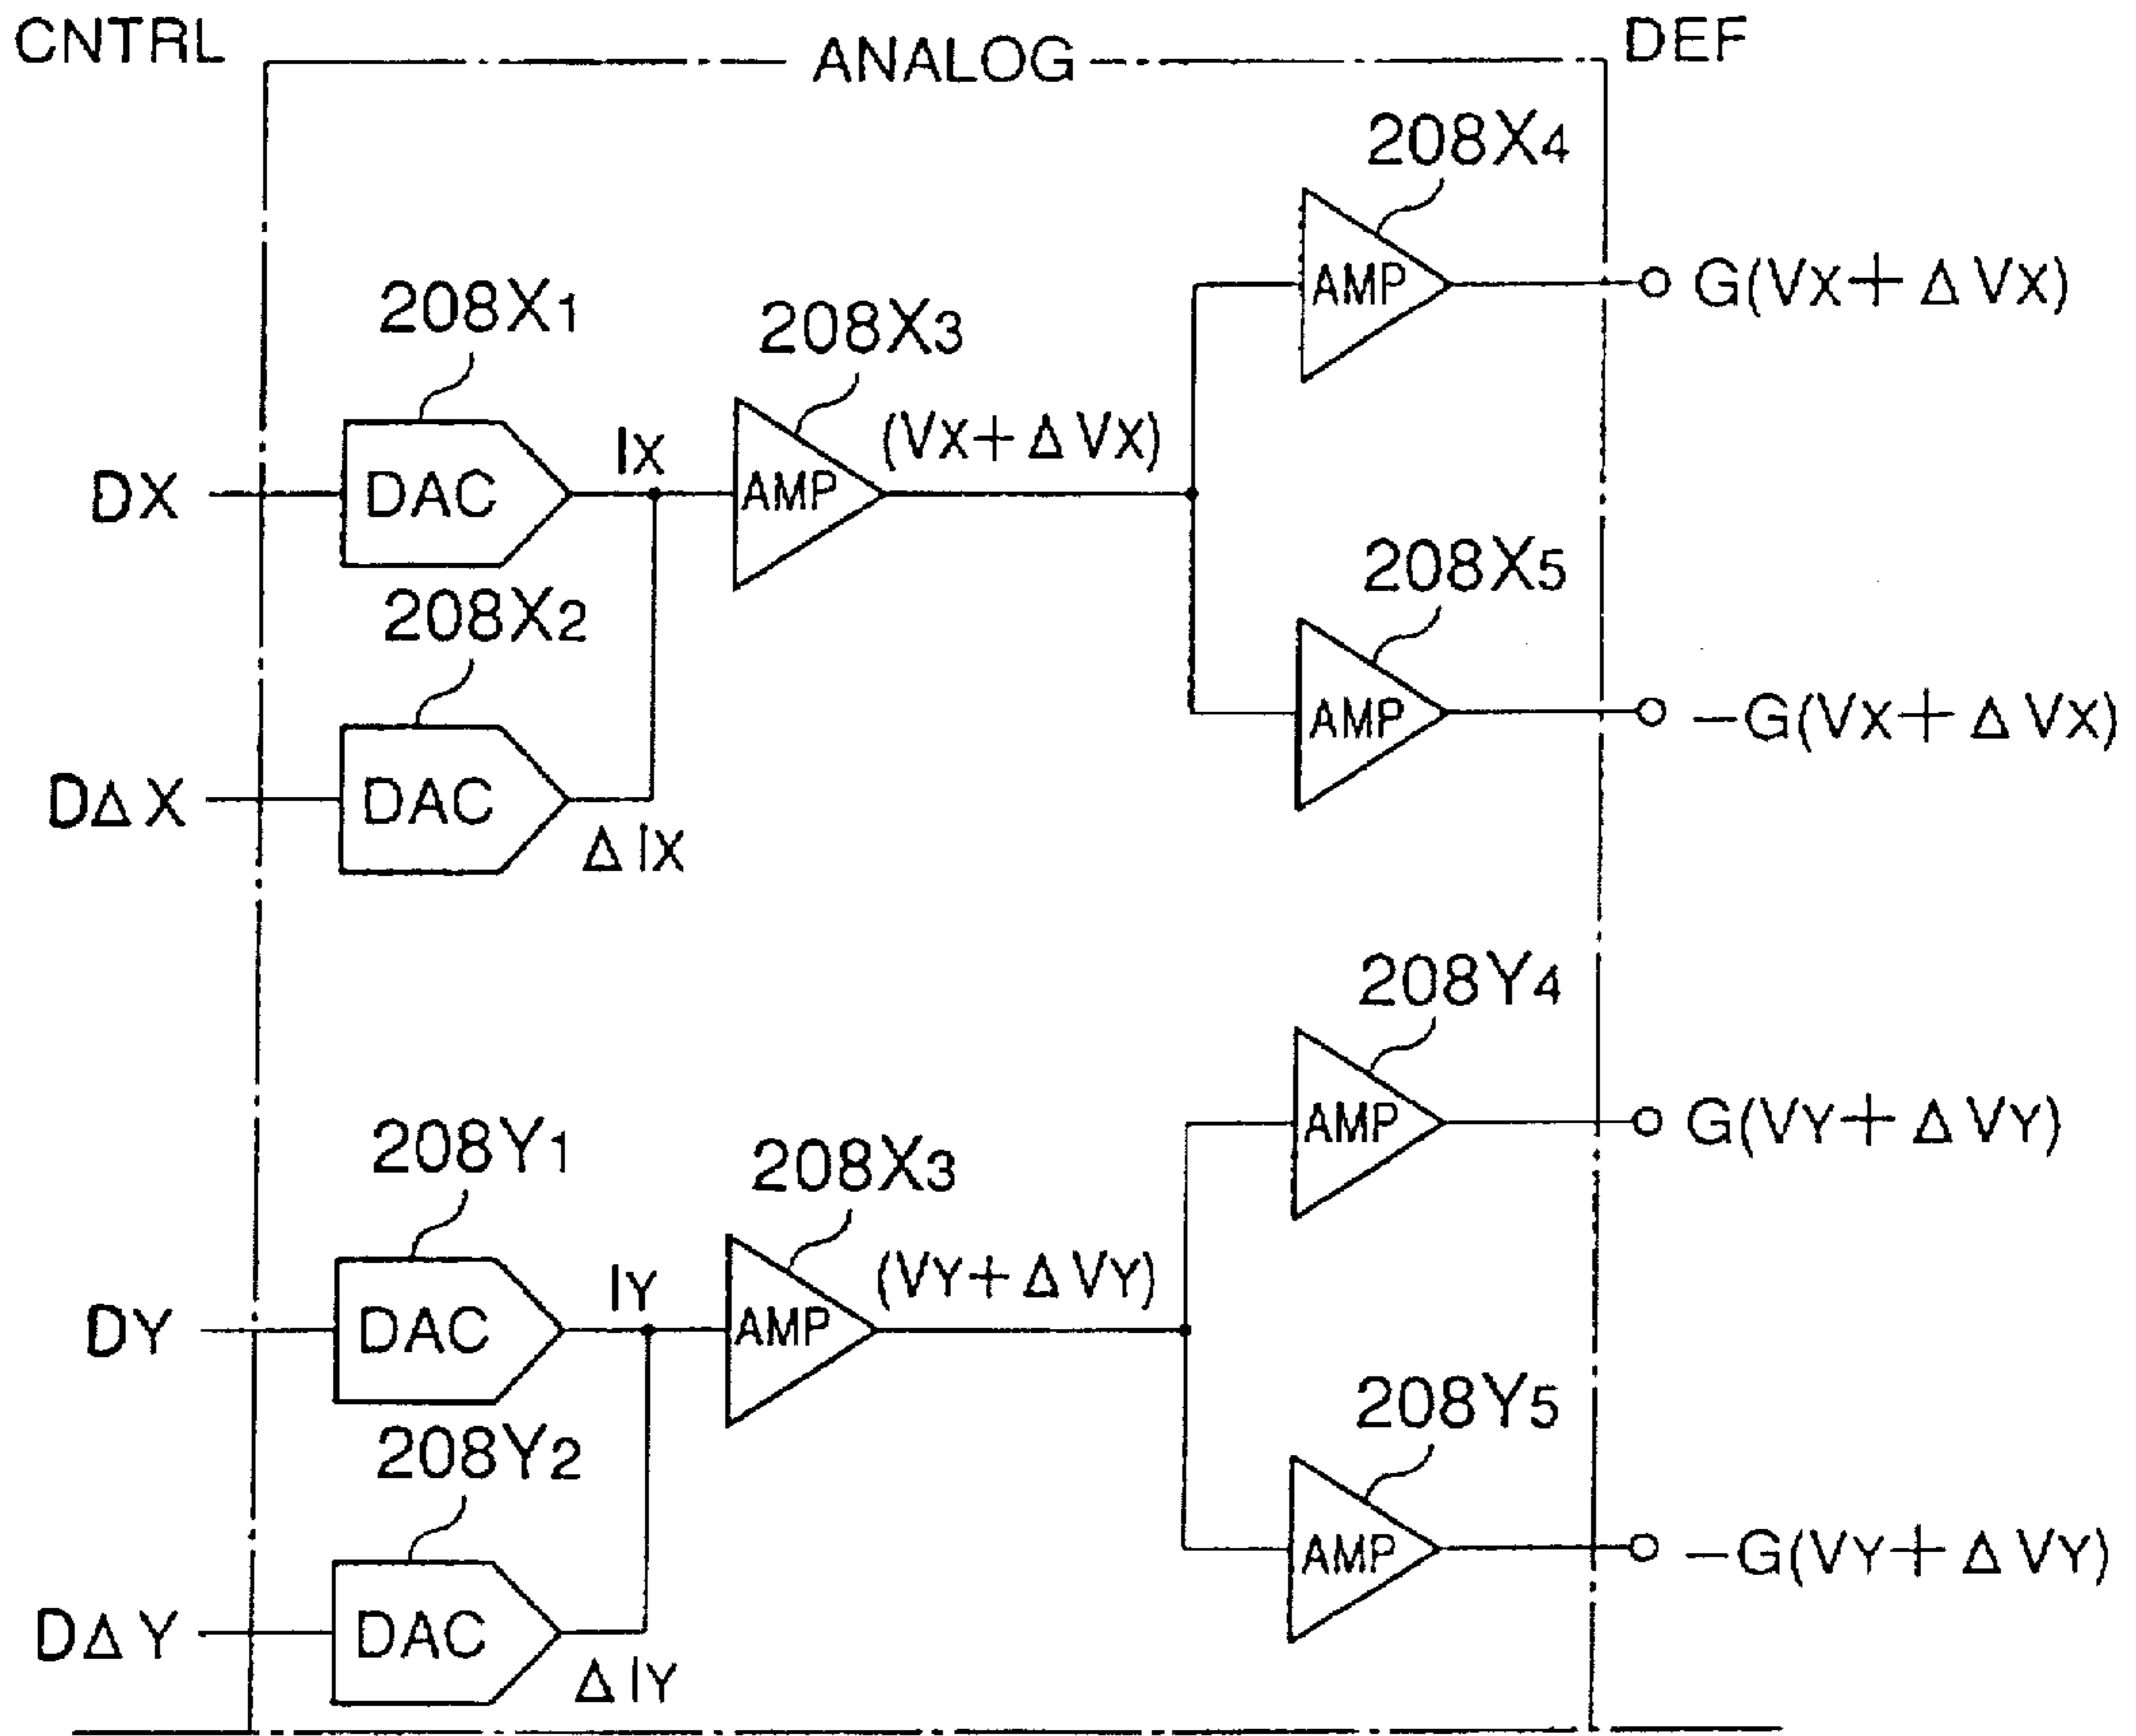 CNTRL
ANALOG
DEF
208X4
208X1
208X3
AMP
G(VX+ΔVX)
(VX+ΔVX)
IX
DX
DAC
AMP
208X2
208X5
DΔX
DAC
ΔIX
AMP
-G(VX+ΔVX)
208Y4
208Y1
208X3
AMP
G(VY+ΔVY)
(VY+ΔVY)
IY
DY
DAC
AMP
208Y2
208Y5
AMP
-G(VY+ΔVY)
DΔY
DAC
ΔIY